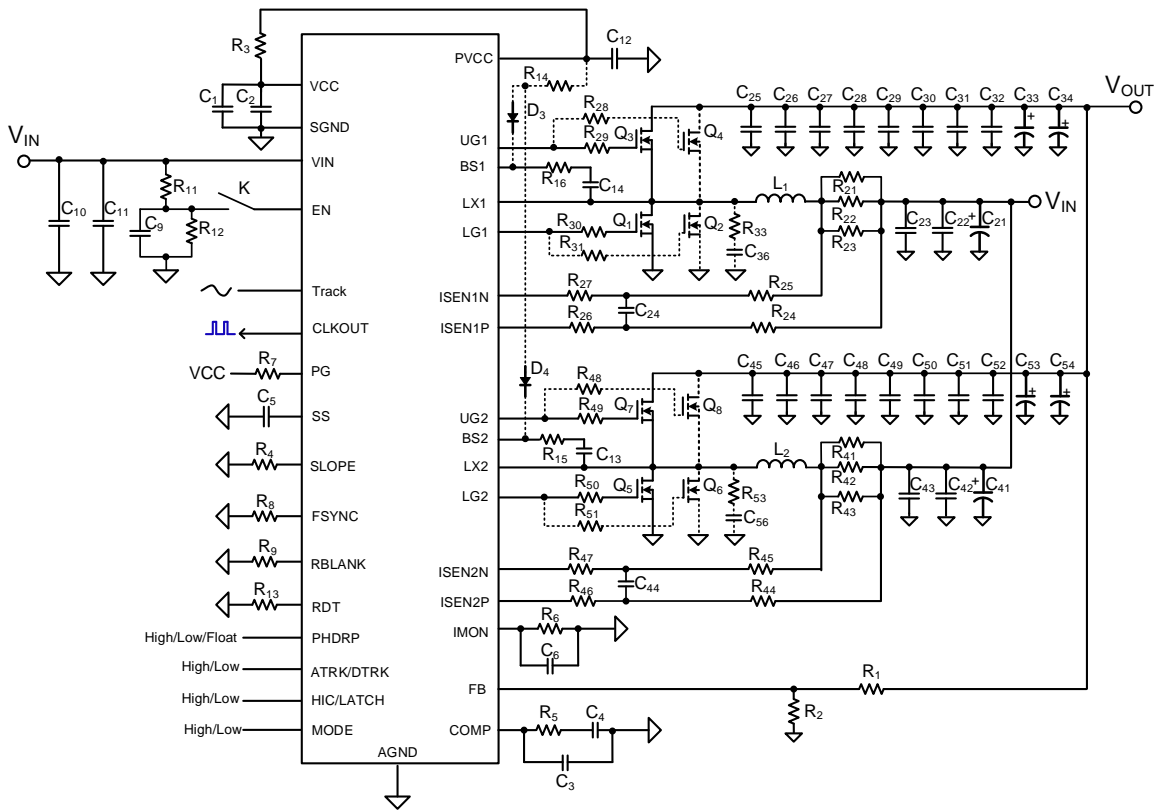 R3
C12
PVCC
R14
VOUT
C1
C2
VCC
D3
R28
C25
C26
C27
C28
C29
C30
C31
C32
C33
+
C34
+
SGND
UG1
R29
Q3
Q4
VIN
VIN
BS1
R16
C14
R11
L1
R21
K
EN
LX1
R22
VIN
C10
C11
C9
R12
LG1
R30
R31
Q1
Q2
R33
C36
R23
C23
C22
+
C21
Track
ISEN1N
R27
R25
C24
CLKOUT
ISEN1P
R26
R24
VCC
R7
PG
D4
R48
C45
C46
C47
C48
C49
C50
C51
C52
C53
+
C54
+
C5
SS
UG2
R49
Q7
Q8
BS2
R15
C13
R4
SLOPE
LX2
L2
R41
R42
LG2
R50
R51
Q5
Q6
R53
C56
R43
C43
C42
+
C41
R8
FSYNC
R9
RBLANK
ISEN2N
R47
R45
C44
R13
RDT
ISEN2P
R46
R44
High/Low/Float
PHDRP
IMON
R6
C6
High/Low
ATRK/DTRK
High/Low
HIC/LATCH
FB
R1
R2
High/Low
MODE
COMP
R5
C4
C3
AGND